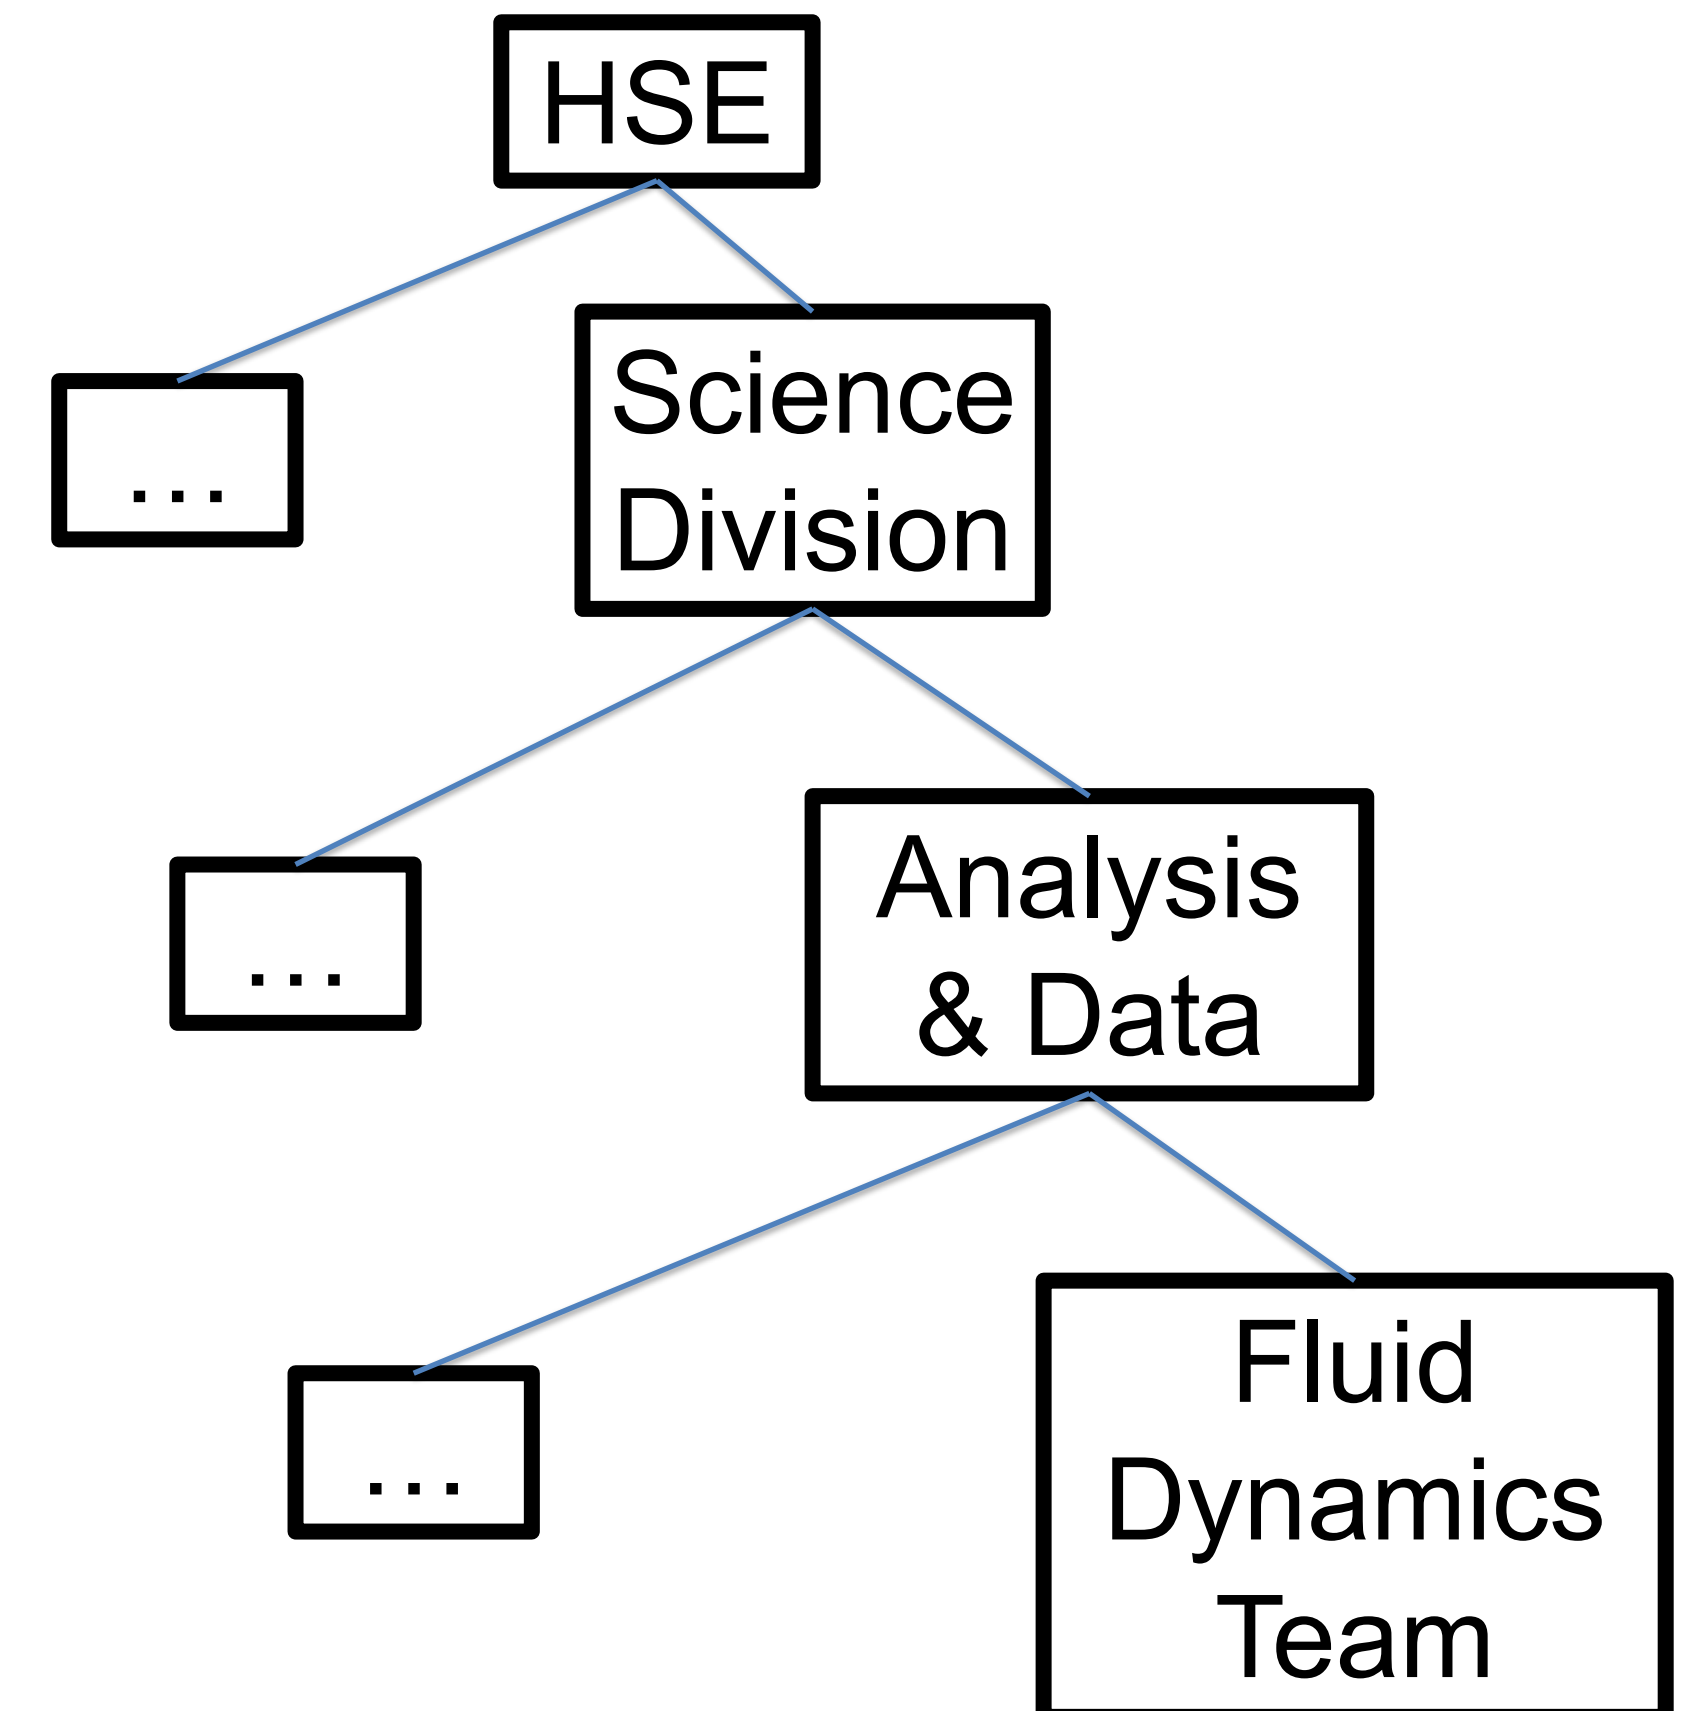 HSE
...
Science
Division
...
Analysis
& Data
...
Fluid
Dynamics
Team